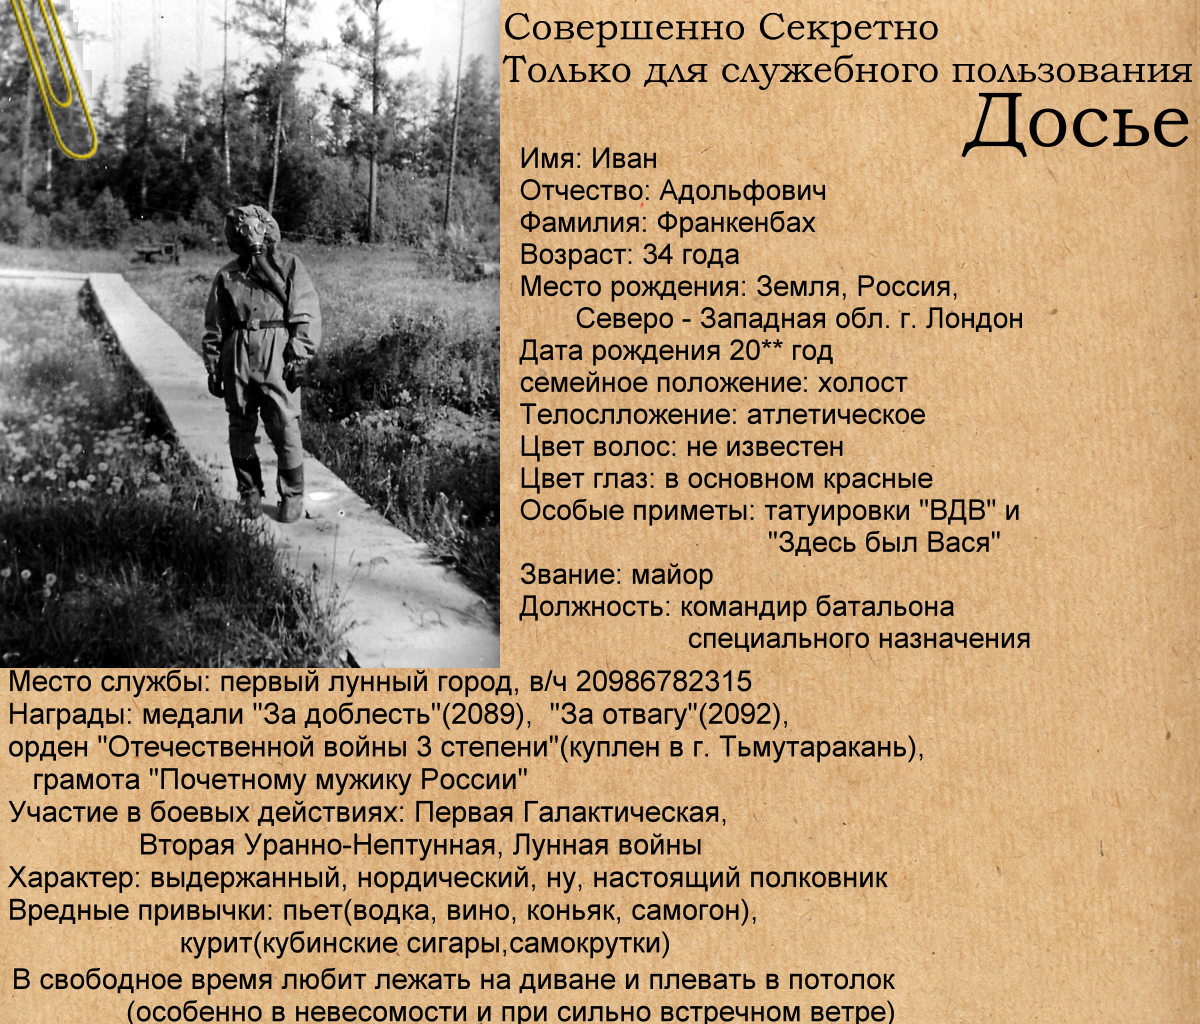 Совершенно Секретно
Только для служебного пользования
Досье
Имя: Иван
Отчество: Адольфович
Фамилия: Франкенбах
Возраст: 34 года
Место рождения: Земля, Россия,
Северо - Западная обл. г. Лондон
Дата рождения 20** год
семейное положение: холост
Телослложение: атлетическое
Цвет волос: не известен
Цвет глаз: в основном красные
Особые приметы: татуировки "ВДВ" и
"Здесь был Вася"
Звание: майор
Должность: командир батальона
специального назначения
Место службы: первый лунный город, в/ч 20986782315
Награды: медали "За доблесть"(2089), "За отвагу"(2092),
орден "Отечественной войны 3 степени"(куплен в г. Тьмутаракань),
грамота "Почетному мужику России"
Участие в боевых действиях: Первая Галактическая,
Вторая Уранно-Нептунная, Лунная войны
Характер: выдержанный, нордический, ну, настоящий полковник
Вредные привычки: пьет(водка, вино, коньяк, самогон),
курит(кубинские сигары,самокрутки)
В свободное время любит лежать на диване и плевать в потолок
(особенно в невесомости и при сильно встречном ветре)